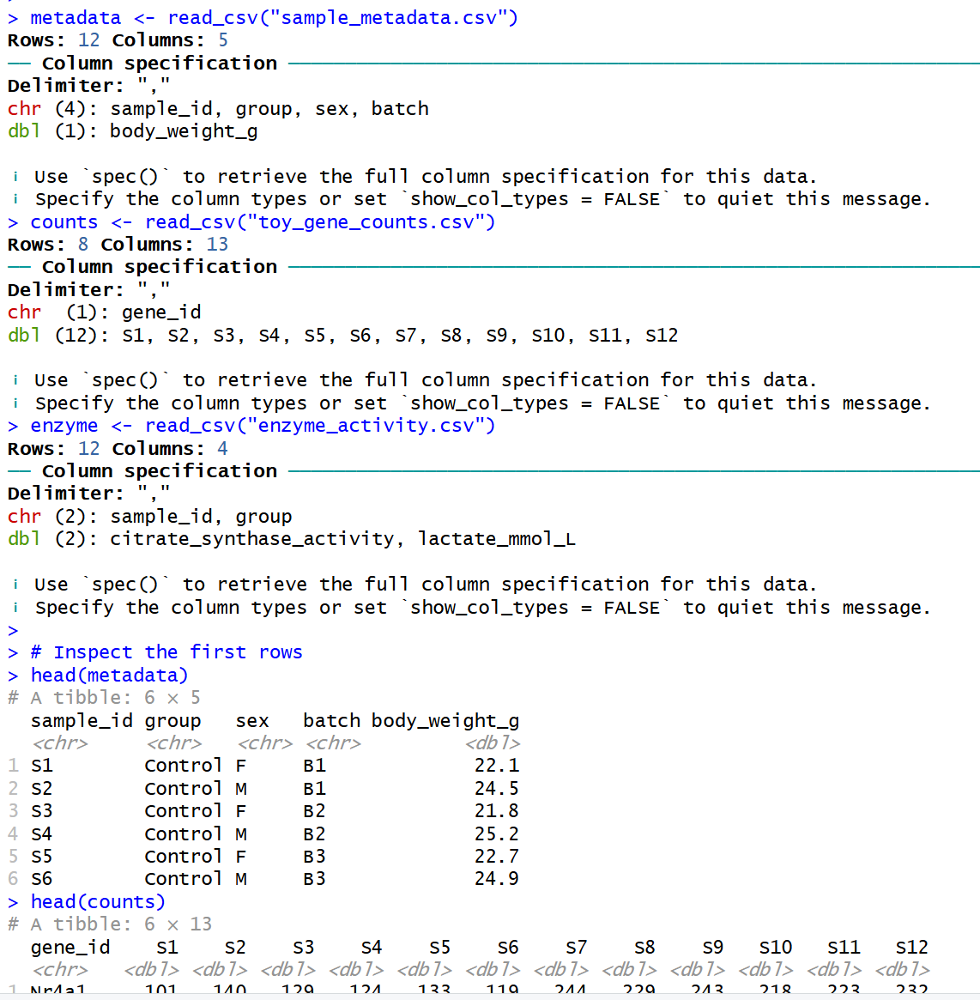 > metadata <- read_csv("sample_metadata.csv")
Rows: 12 Columns: 5
── Column specification ──────────────────────────────
Delimiter: ","
chr (4): sample_id, group, sex, batch
dbl (1): body_weight_g

ℹ Use `spec()` to retrieve the full column specification for this data.
ℹ Specify the column types or set `show_col_types = FALSE` to quiet this message.
> counts <- read_csv("toy_gene_counts.csv")
Rows: 8 Columns: 13
── Column specification ──────────────────────────────
Delimiter: ","
chr  (1): gene_id
dbl (12): S1, S2, S3, S4, S5, S6, S7, S8, S9, S10, S11, S12

ℹ Use `spec()` to retrieve the full column specification for this data.
ℹ Specify the column types or set `show_col_types = FALSE` to quiet this message.
> enzyme <- read_csv("enzyme_activity.csv")
Rows: 12 Columns: 4
── Column specification ──────────────────────────────
Delimiter: ","
chr (2): sample_id, group
dbl (2): citrate_synthase_activity, lactate_mmol_L

ℹ Use `spec()` to retrieve the full column specification for this data.
ℹ Specify the column types or set `show_col_types = FALSE` to quiet this message.
>
> # Inspect the first rows
> head(metadata)
# A tibble: 6 × 5
  sample_id group   sex   batch body_weight_g
  <chr>     <chr>   <chr> <chr>         <dbl>
1 S1        Control F     B1             22.1
2 S2        Control M     B1             24.5
3 S3        Control F     B2             21.8
4 S4        Control M     B2             25.2
5 S5        Control F     B3             22.7
6 S6        Control M     B3             24.9
> head(counts)
# A tibble: 6 × 13
  gene_id    S1    S2    S3    S4    S5    S6    S7    S8    S9   S10   S11   S12
  <chr>   <dbl> <dbl> <dbl> <dbl> <dbl> <dbl> <dbl> <dbl> <dbl> <dbl> <dbl> <dbl>
1 Nr4a1     101   140   129   124   133   119   244   229   243   218   223   232